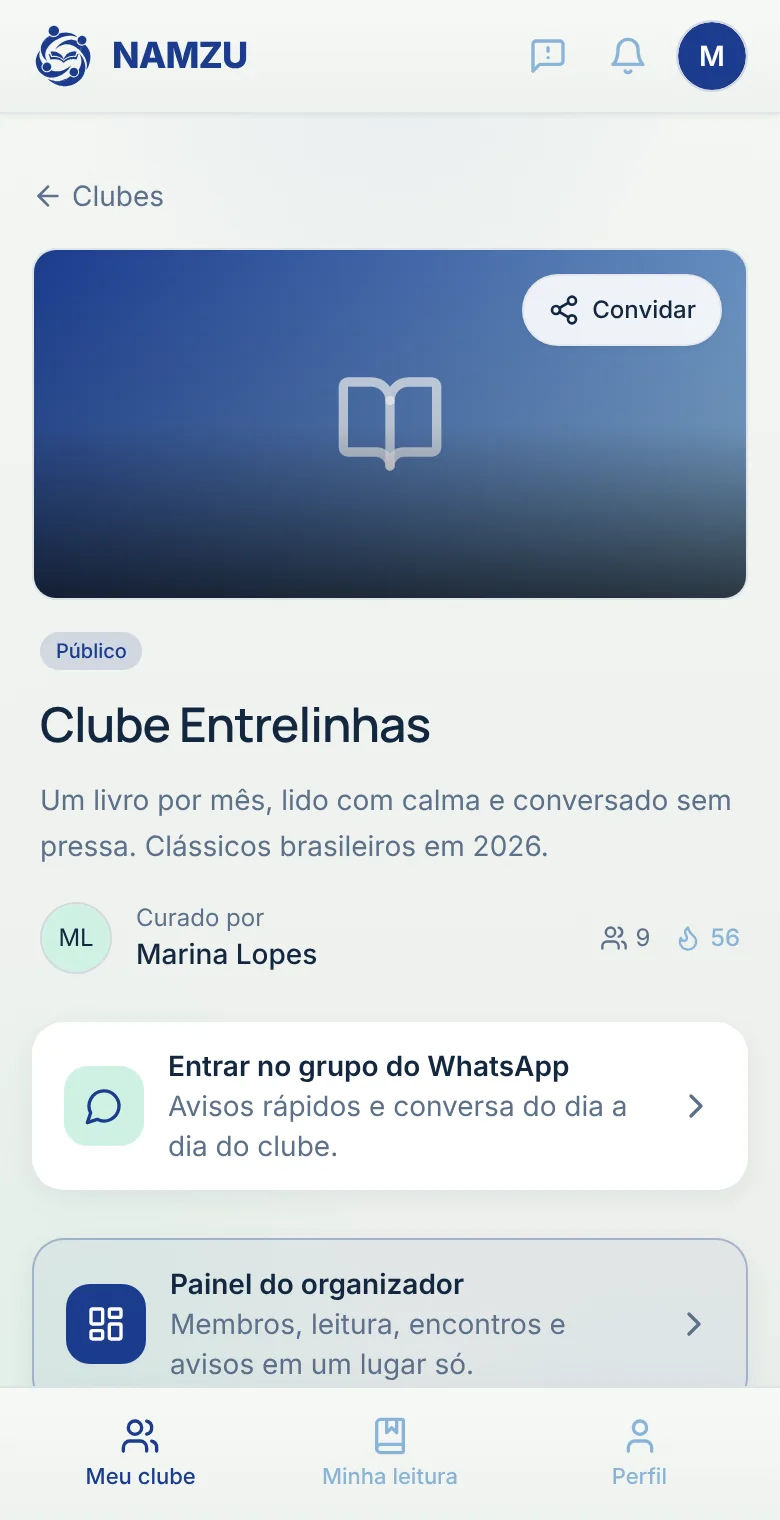 NAMZU
M
Clubes
Convidar
Público
Clube Entrelinhas
Um livro por mês, lido com calma e conversado sem
pressa. Clássicos brasileiros em 2026.
ML
Curado por
Marina Lopes
9
56
Entrar no grupo do WhatsApp
Avisos rápidos e conversa do dia a
dia do clube.
Painel do organizador
Membros, leitura, encontros e
avisos em um lugar só.
Meu clube
Minha leitura
Perfil